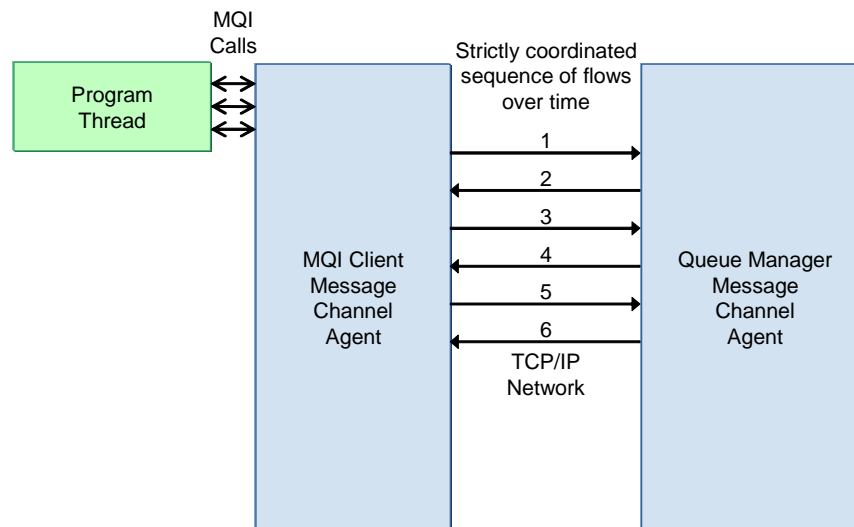 MQI
Calls
Program
Thread
Strictly coordinated
sequence of flows
over time
1
2
3
4
5
6
TCP/IP
Network
MQI Client
Message
Channel
Agent
Queue Manager
Message
Channel
Agent